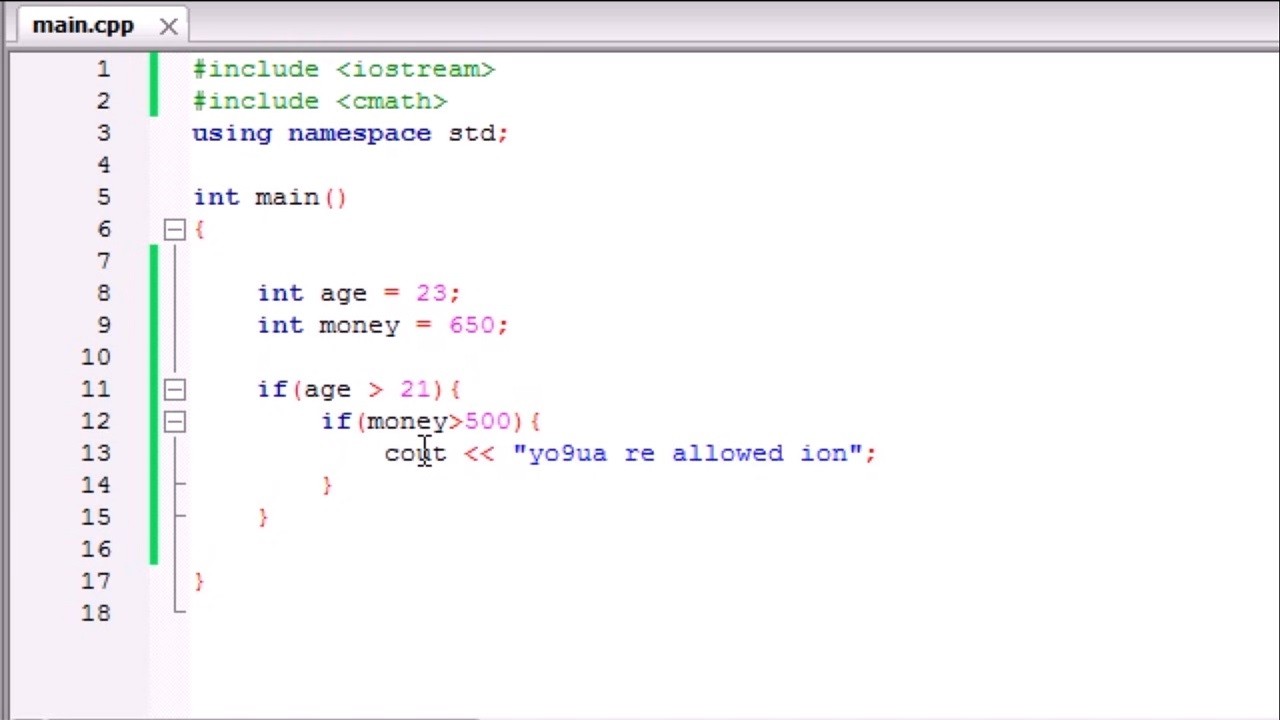 main.cpp
1 #include <iostream>
2 #include <cmath>
3 using namespace std;
4
5 int main()
6 {
7
8 int age = 23;
9 int money = 650;
10
11 if(age > 21){
12 if(money>500){
13 cout << "yo9ua re allowed ion";
14 }
15 }
16
17 }
18